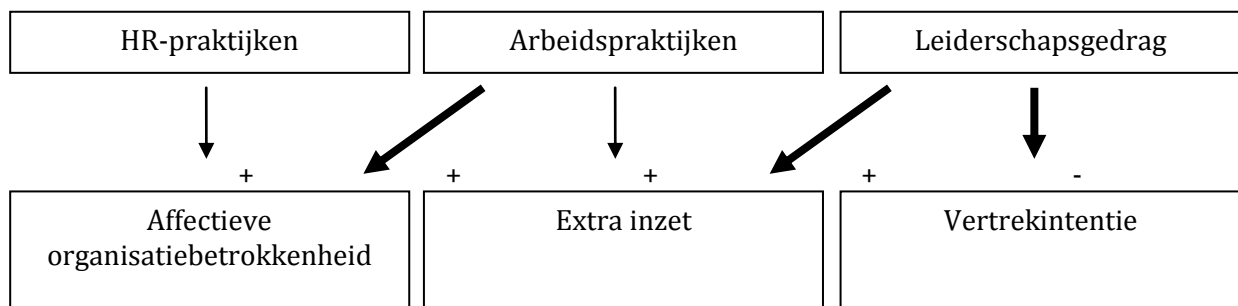 HR-praktijken
Arbeidspraktijken
Leiderschapsgedrag
+ + + + -
Affectieve
organisatiebetrokkenheid
Extra inzet
Vertrekintentie